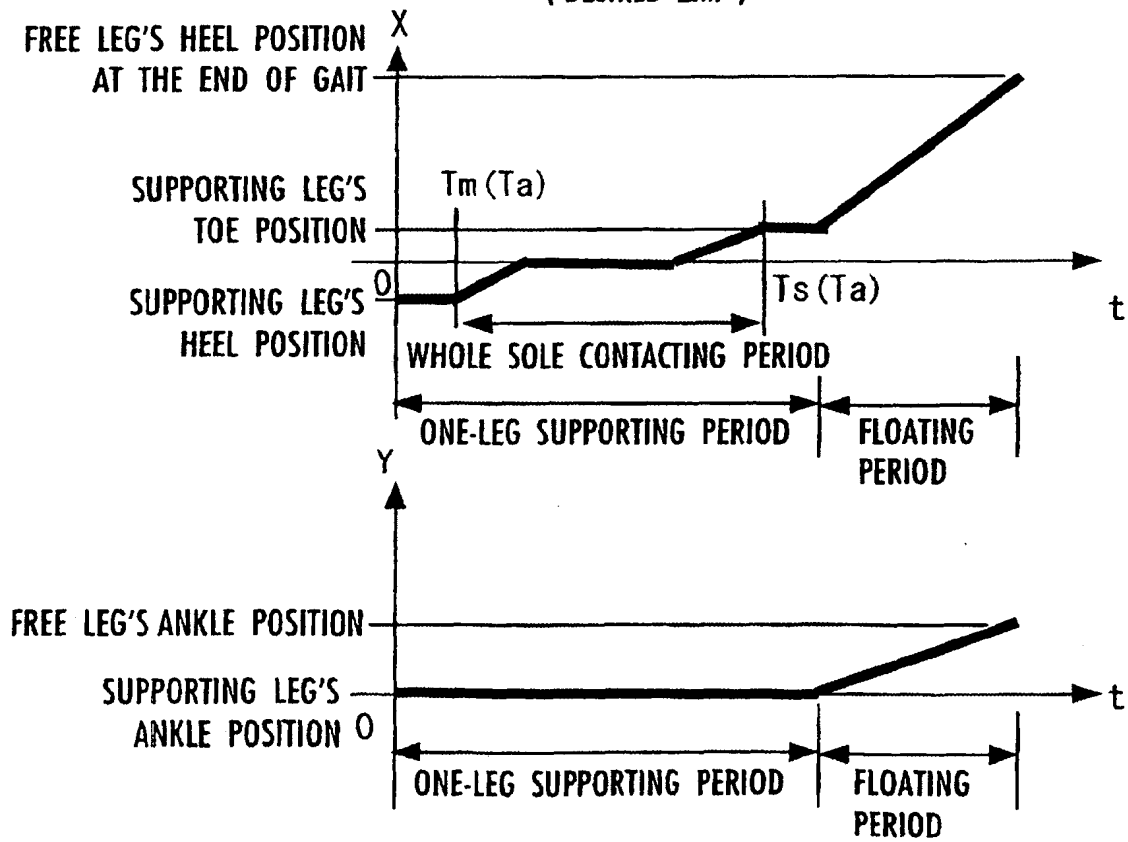 X
FREE LEG'S HEEL POSITION
AT THE END OF GAIT
Tm(Ta)
SUPPORTING LEG'S
TOE POSITION
0
Ts(Ta)
t
SUPPORTING LEG'S
HEEL POSITION
WHOLE SOLE CONTACTING PERIOD
ONE-LEG SUPPORTING PERIOD
FLOATING
PERIOD
Y
FREE LEG'S ANKLE POSITION
SUPPORTING LEG'S
ANKLE POSITION
0
t
ONE-LEG SUPPORTING PERIOD
FLOATING
PERIOD